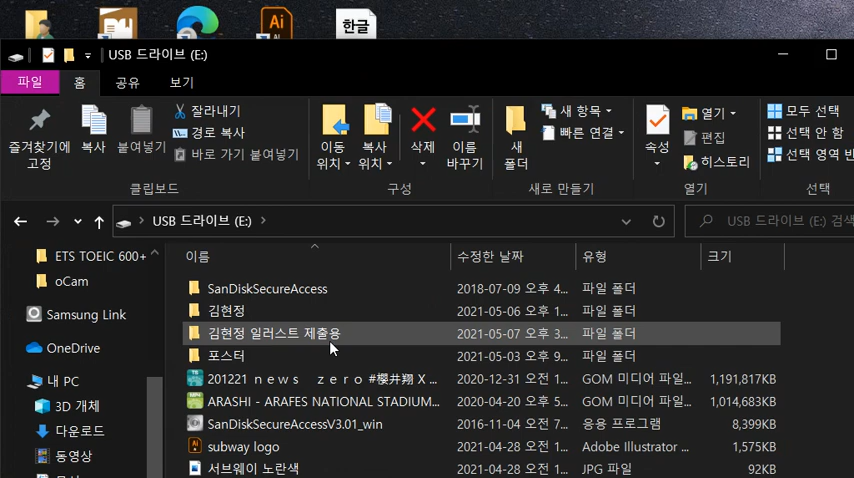 Ai
한글
USB 드라이브 (E:)
파일 홈 공유 보기
즐겨찾기에 고정
복사
붙여넣기
잘라내기
경로 복사
바로 가기 붙여넣기
이동 위치
복사 위치
삭제
이름 바꾸기
새 폴더
새 항목
빠른 연결
속성
열기
편집
히스토리
모두 선택
선택 안 함
선택 영역 반
클립보드 구성 새로 만들기 열기 선택
USB 드라이브 (E:) USB 드라이브 (E:) 검색
ETS TOEIC 600+
oCam
Samsung Link
OneDrive
내 PC
3D 개체
다운로드
동영상
이름 수정한 날짜 유형 크기
SanDiskSecureAccess 2018-07-09 오후 4... 파일 폴더
김현정 2021-05-06 오후 1... 파일 폴더
김현정 일러스트 제출용 2021-05-07 오후 3... 파일 폴더
포스터 2021-05-03 오후 9... 파일 폴더
201221 ｎｅｗｓ　ｚｅｒｏ #櫻井翔 X ... 2020-12-31 오전 1... GOM 미디어 파일... 1,191,817KB
ARASHI - ARAFES NATIONAL STADIUM... 2020-04-20 오후 5... GOM 미디어 파일... 1,014,683KB
SanDiskSecureAccessV3.01_win 2016-11-04 오전 7... 응용 프로그램 8,399KB
subway logo 2021-04-28 오전 1... Adobe Illustrator ... 1,575KB
서브웨이 노란색 2021-04-28 오전 1... JPG 파일 92KB